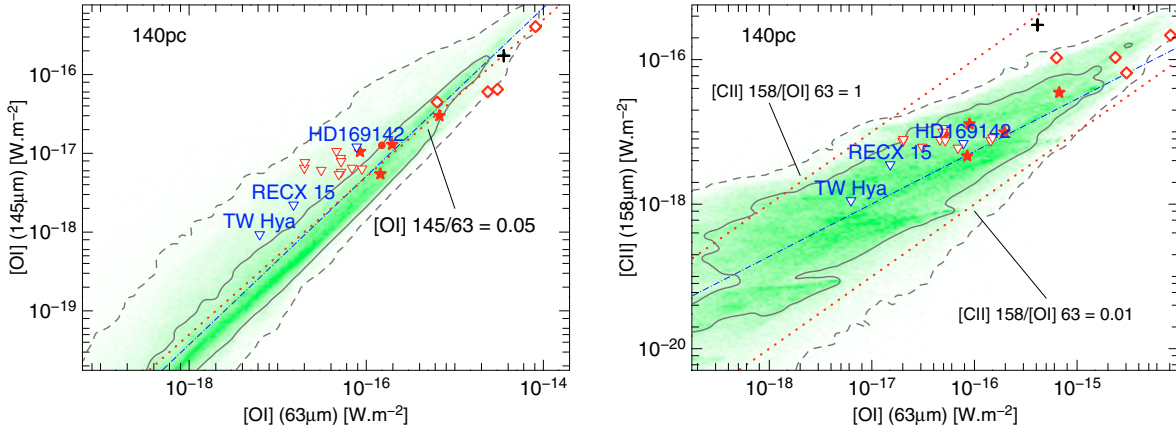 140pc
10⁻¹⁶
10⁻¹⁷
10⁻¹⁸
10⁻¹⁹
[OI] (145μm) [W.m⁻²]
HD169142
RECX 15
TW Hya
[OI] 145/63 = 0.05
10⁻¹⁸
10⁻¹⁶
10⁻¹⁴
[OI] (63μm) [W.m⁻²]
140pc
10⁻¹⁶
10⁻¹⁸
10⁻²⁰
[CII] (158μm) [W.m⁻²]
[CII] 158/[OI] 63 = 1
HD169142
RECX 15
TW Hya
[CII] 158/[OI] 63 = 0.01
10⁻¹⁸
10⁻¹⁷
10⁻¹⁶
10⁻¹⁵
[OI] (63μm) [W.m⁻²]